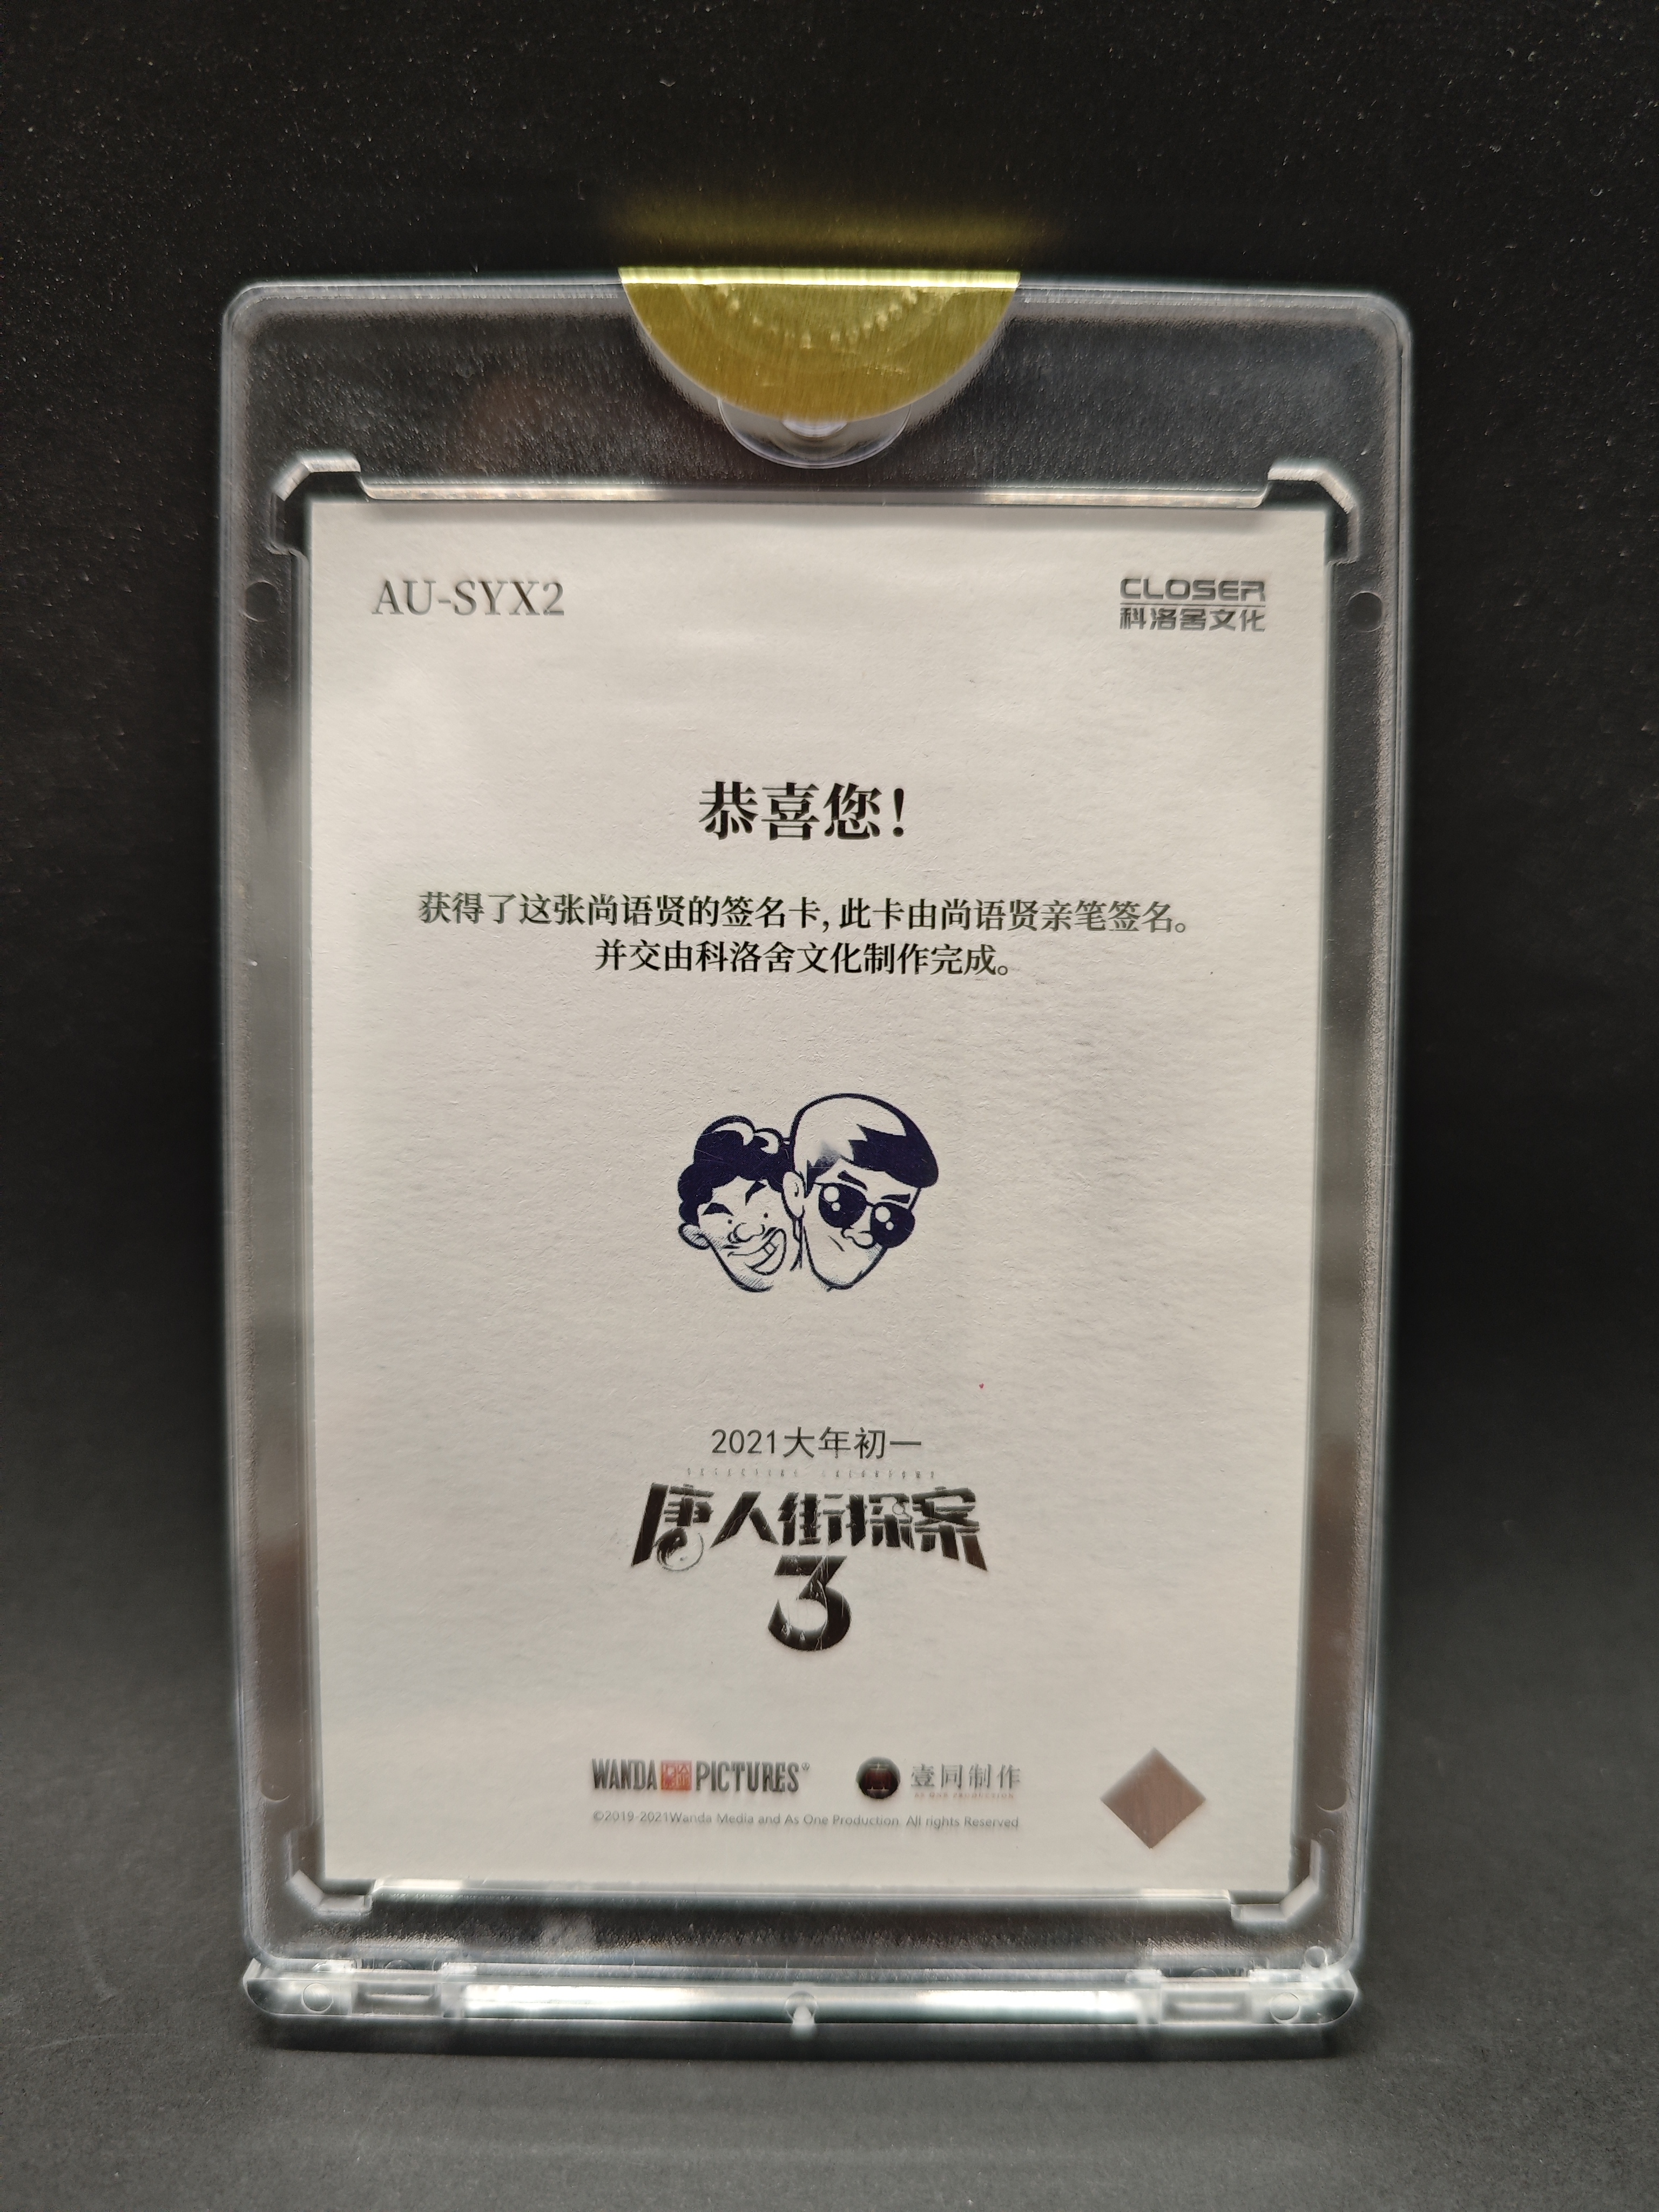 AU-SYX2
CLOSER
科洛舍文化
恭喜您!
获得了这张尚语贤的签名卡,此卡由尚语贤亲笔签名。
并交由科洛舍文化制作完成。
2021大年初一
唐人街探案
3
WANDA PICTURES
壹同制作
AS ONE PRODUCTION
©2019-2021Wanda Media and As One Production All rights Reserved